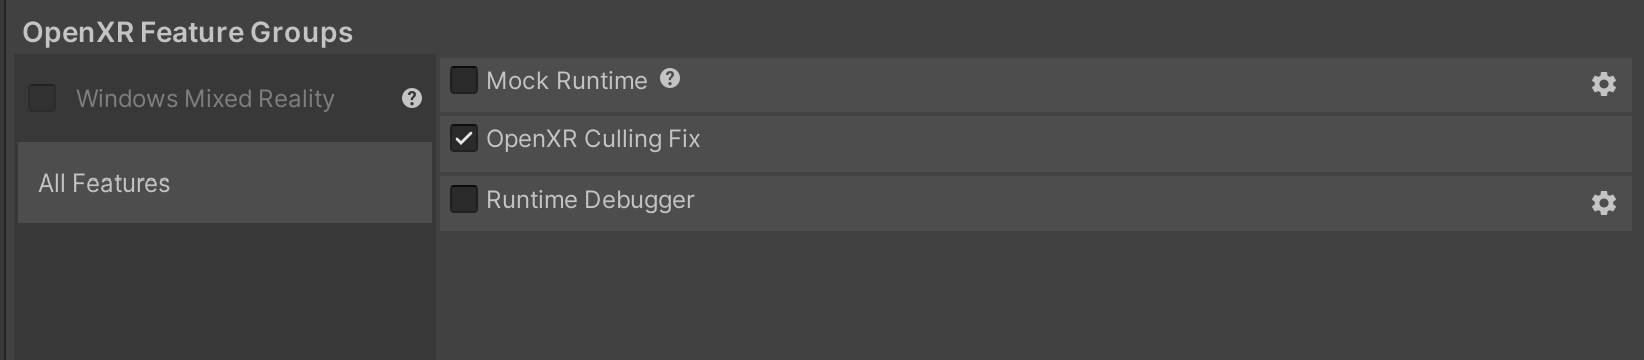 OpenXR Feature Groups
Windows Mixed Reality
All Features
Mock Runtime
OpenXR Culling Fix
Runtime Debugger